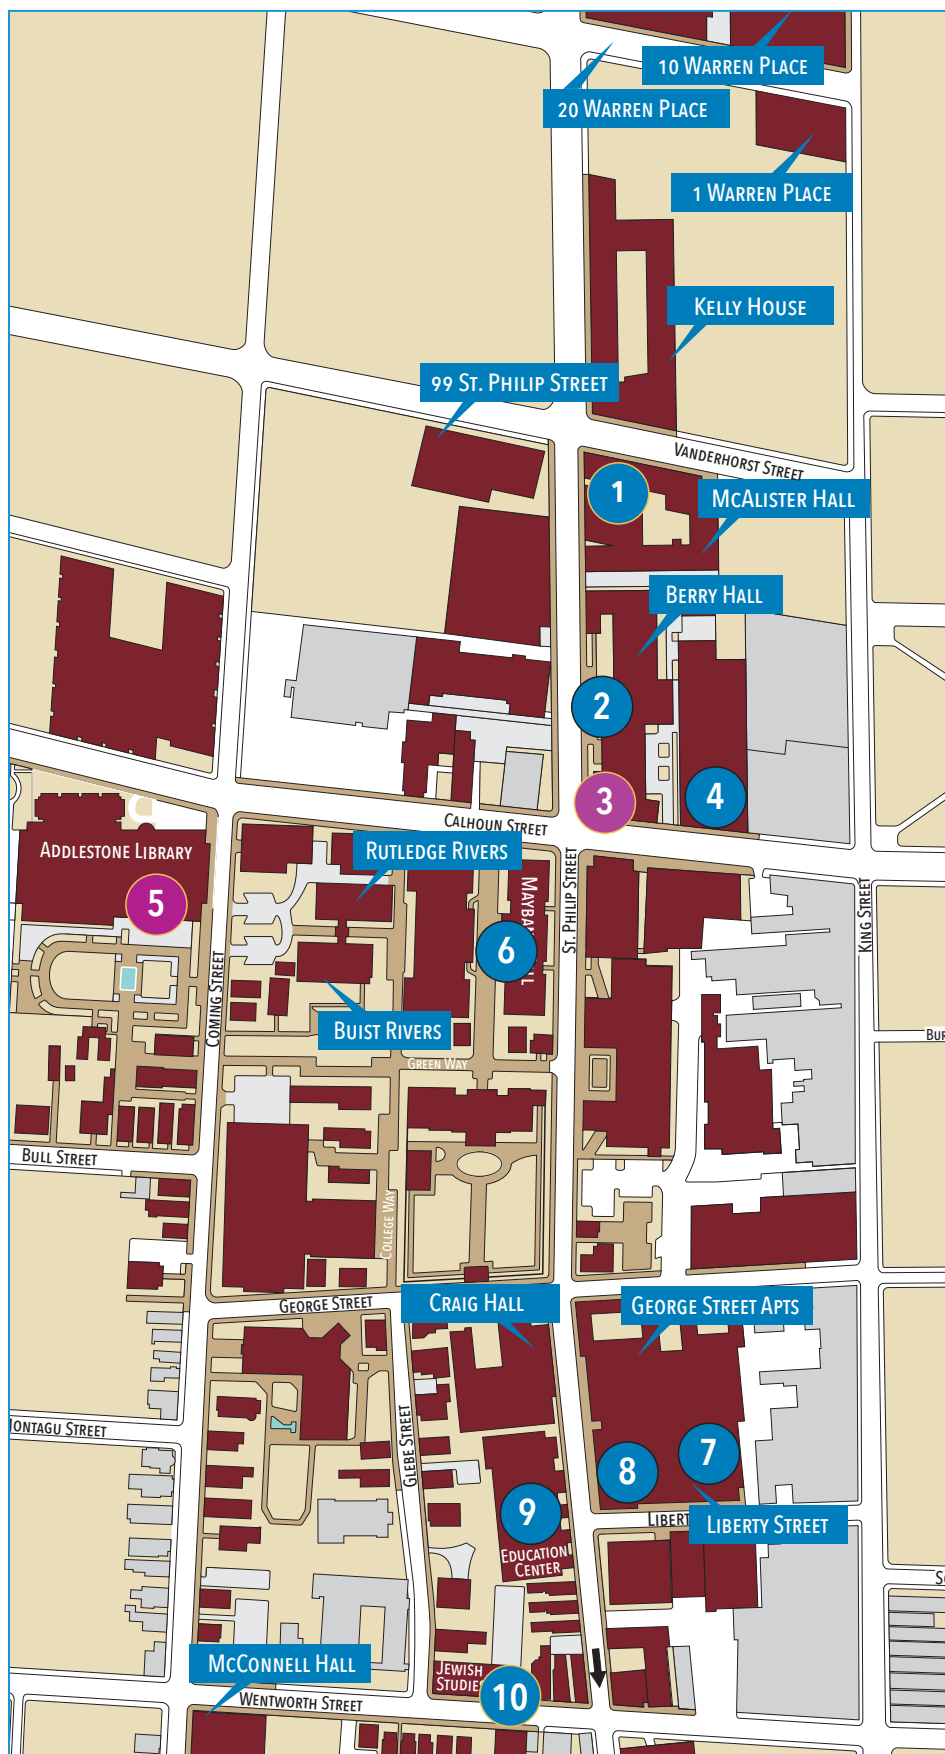 10 Warren Place
20 Warren Place
1 Warren Place
Kelly House
99 St. Philip Street
Vanderhorst Street
1
McAlister Hall
Berry Hall
2
3
4
Calhoun Street
Addlestone Library
5
Rutledge Rivers
Maybank
6
St. Philip Street
King Street
Coming Street
Buist Rivers
Green Way
Bur
Bull Street
College Way
George Street
Craig Hall
George Street Apts
ontagu Street
Glebe Street
7
8
9
Liberty Street
Libert
Education
Center
McConnell Hall
Jewish
Studies
10
Wentworth Street